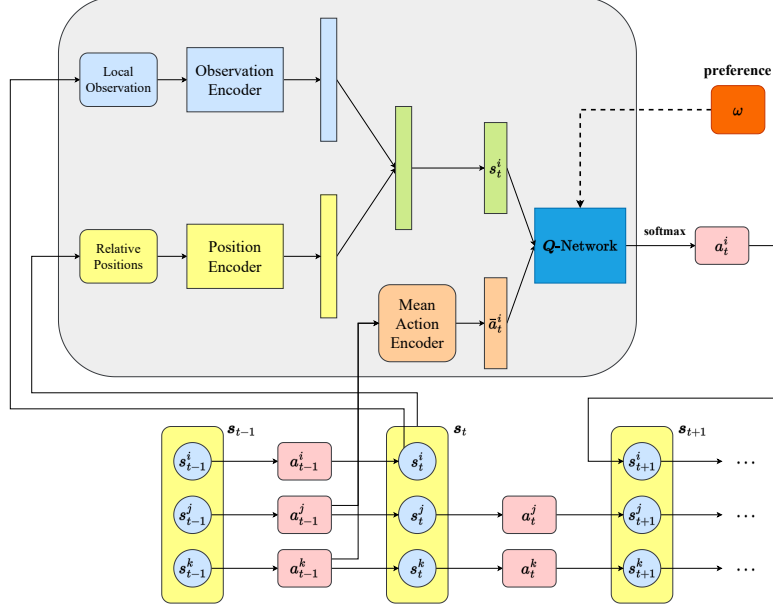 Local
Observation
Observation
Encoder
preference
ω
$s_t^i$
Relative
Positions
Position
Encoder
Q-Network
softmax
$a_t^i$
Mean
Action
Encoder
$\bar{a}_t^i$
$s_{t-1}$
$s_t$
$s_{t+1}$
$s_{t-1}^i$ $a_{t-1}^i$ $s_t^i$ $s_{t+1}^i$ ...
$s_{t-1}^j$ $a_{t-1}^j$ $s_t^j$ $a_t^j$ $s_{t+1}^j$ ...
$s_{t-1}^k$ $a_{t-1}^k$ $s_t^k$ $a_t^k$ $s_{t+1}^k$ ...